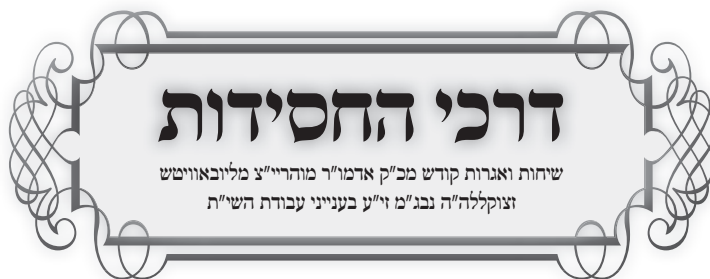 דרכי החסידות
שיחות ואגרות קודש מכ"ק אדמו"ר מוהריי"צ מליובאוויטש
זצוקללה"ה נבג"מ זי"ע בענייני עבודת השי"ת